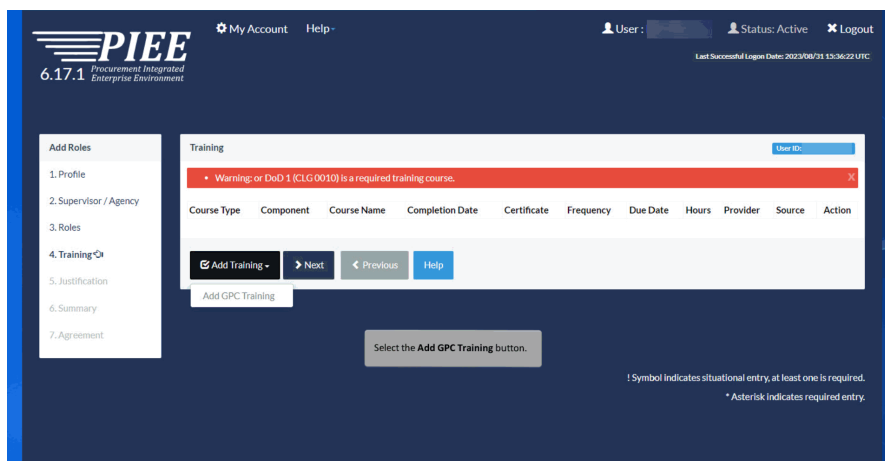 My Account Help
User : Status: Active Logout
PIEE
6.17.1 Procurement Integrated
Enterprise Environment
Last Successful Logon Date: 2023/08/31 15:36:22 UTC
Add Roles
1. Profile
2. Supervisor / Agency
3. Roles
4. Training
5. Justification
6. Summary
7. Agreement
Training User ID:
• Warning: or DoD 1 (CLG 0010) is a required training course. X
Course Type Component Course Name Completion Date Certificate Frequency Due Date Hours Provider Source Action
Add Training Next Previous Help
Add GPC Training
Select the Add GPC Training button.
! Symbol indicates situational entry, at least one is required.
* Asterisk indicates required entry.